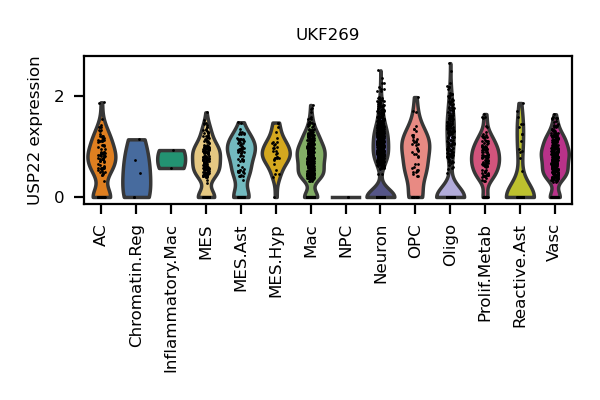 UKF269
USP22 expression
2
0
AC
Chromatin.Reg
Inflammatory.Mac
MES
MES.Ast
MES.Hyp
Mac
NPC
Neuron
OPC
Oligo
Prolif.Metab
Reactive.Ast
Vasc